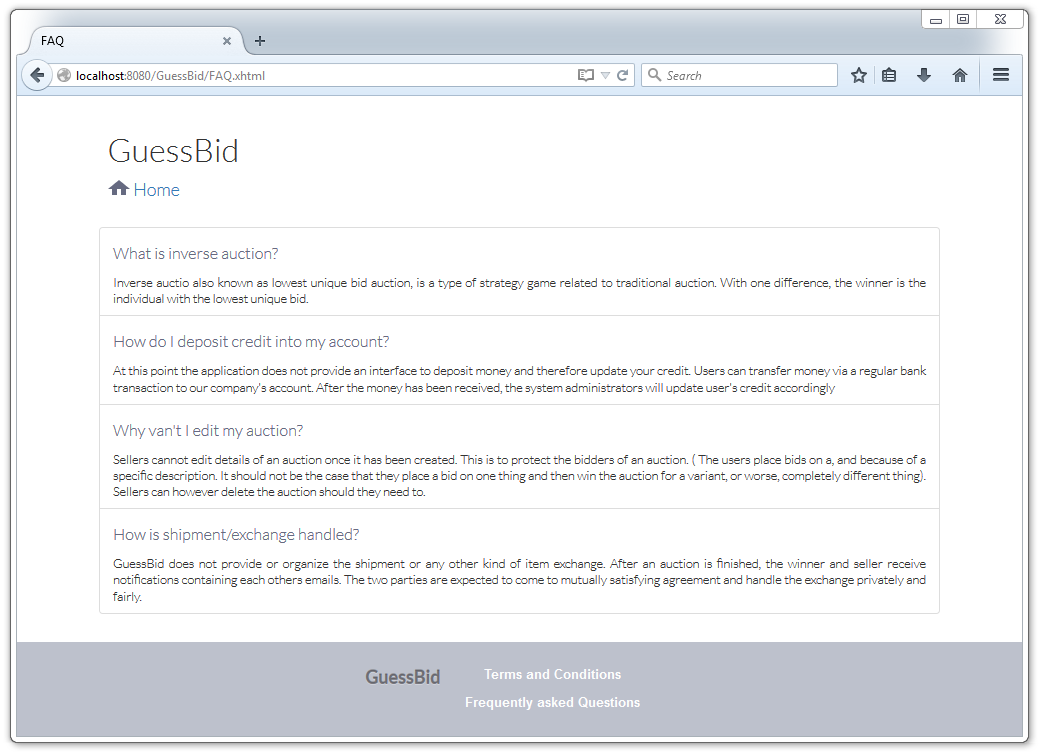 FAQ
localhost:8080/GuessBid/FAQ.xhtml
Search
GuessBid
Home
What is inverse auction?
Inverse auctio also known as lowest unique bid auction, is a type of strategy game related to traditional auction. With one difference, the winner is the
individual with the lowest unique bid.
How do I deposit credit into my account?
At this point the application does not provide an interface to deposit money and therefore update your credit. Users can transfer money via a regular bank
transaction to our company's account. After the money has been received, the system administrators will update user's credit accordingly
Why van't I edit my auction?
Sellers cannot edit details of an auction once it has been created. This is to protect the bidders of an auction. ( The users place bids on a, and because of a
specific description. It should not be the case that they place a bid on one thing and then win the auction for a variant, or worse, completely different thing).
Sellers can however delete the auction should they need to.
How is shipment/exchange handled?
GuessBid does not provide or organize the shipment or any other kind of item exchange. After an auction is finished, the winner and seller receive
notifications containing each others emails. The two parties are expected to come to mutually satisfying agreement and handle the exchange privately and
fairly.
GuessBid
Terms and Conditions
Frequently asked Questions